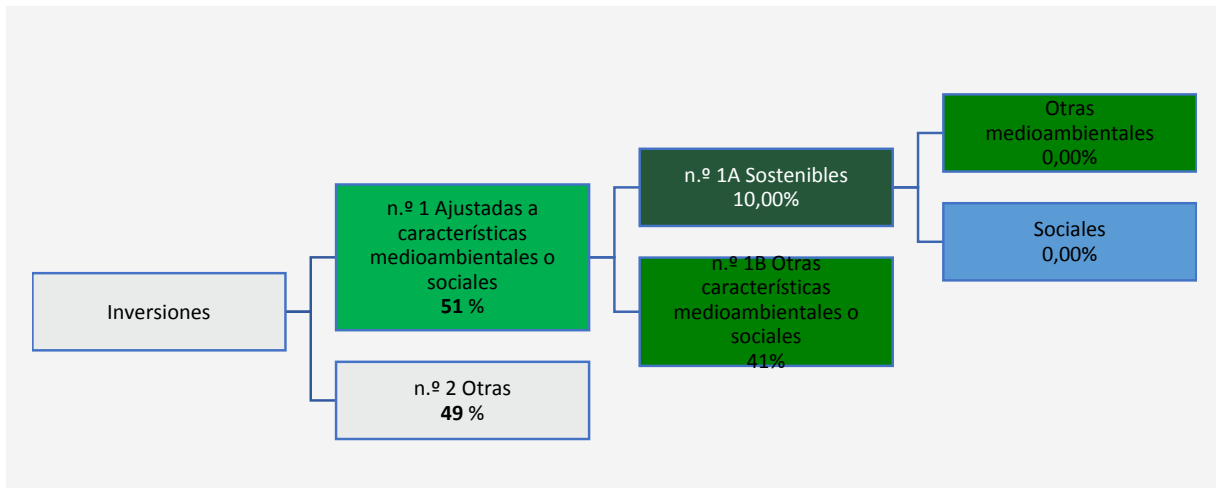 Inversiones
n.º 1 Ajustadas a
características
medioambientales o
sociales
51 %
n.º 2 Otras
49 %
n.º 1A Sostenibles
10,00%
n.º 1B Otras
características
medioambientales o
sociales
41%
Otras
medioambientales
0,00%
Sociales
0,00%